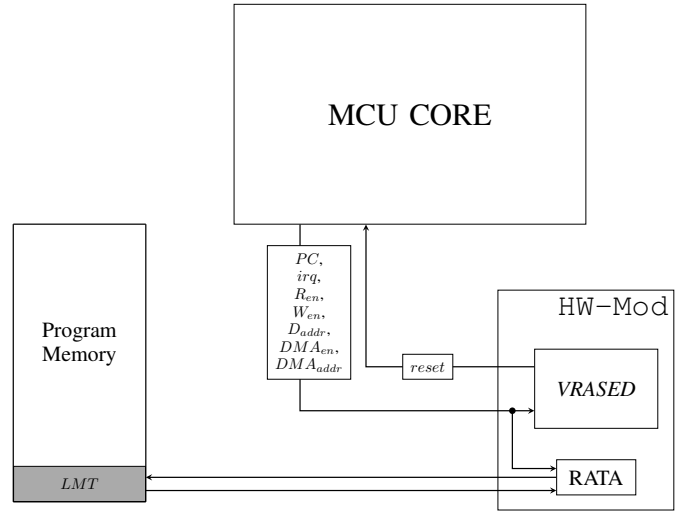 MCU CORE
PC,
irq,
R_en,
W_en,
D_addr,
DMA_en,
DMA_addr
HW-Mod
Program
Memory
reset
VRASED
LMT
RATA